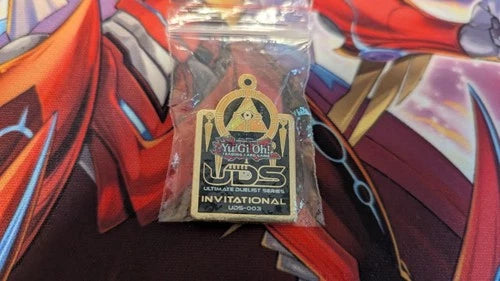 Yu-Gi-Oh!
TRADING CARD GAME
UDS
ULTIMATE DUELIST SERIES
INVITATIONAL
UDS-003